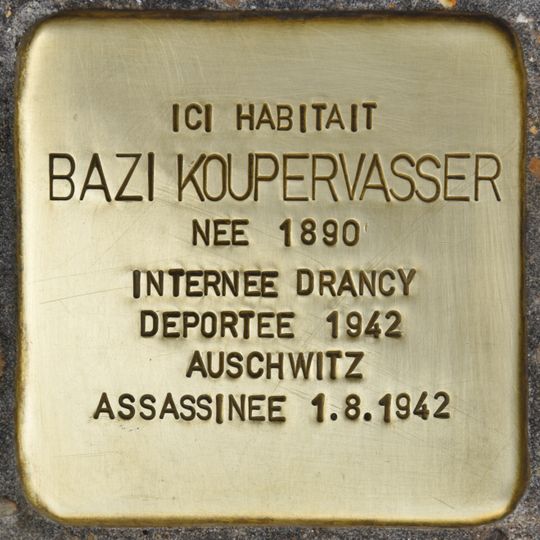 ICI HABITAIT
BAZI KOUPERVASSER
NEE 1890
INTERNEE DRANCY
DEPORTEE 1942
AUSCHWITZ
ASSASSINEE 1.8.1942